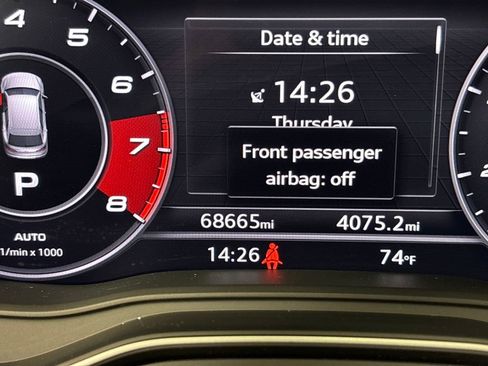 4
5
6
7
8
P
AUTO
1/min x 1000
Date & time
14:26
Thursday
Front passenger
airbag: off
68665mi 4075.2mi
14:26 74°F